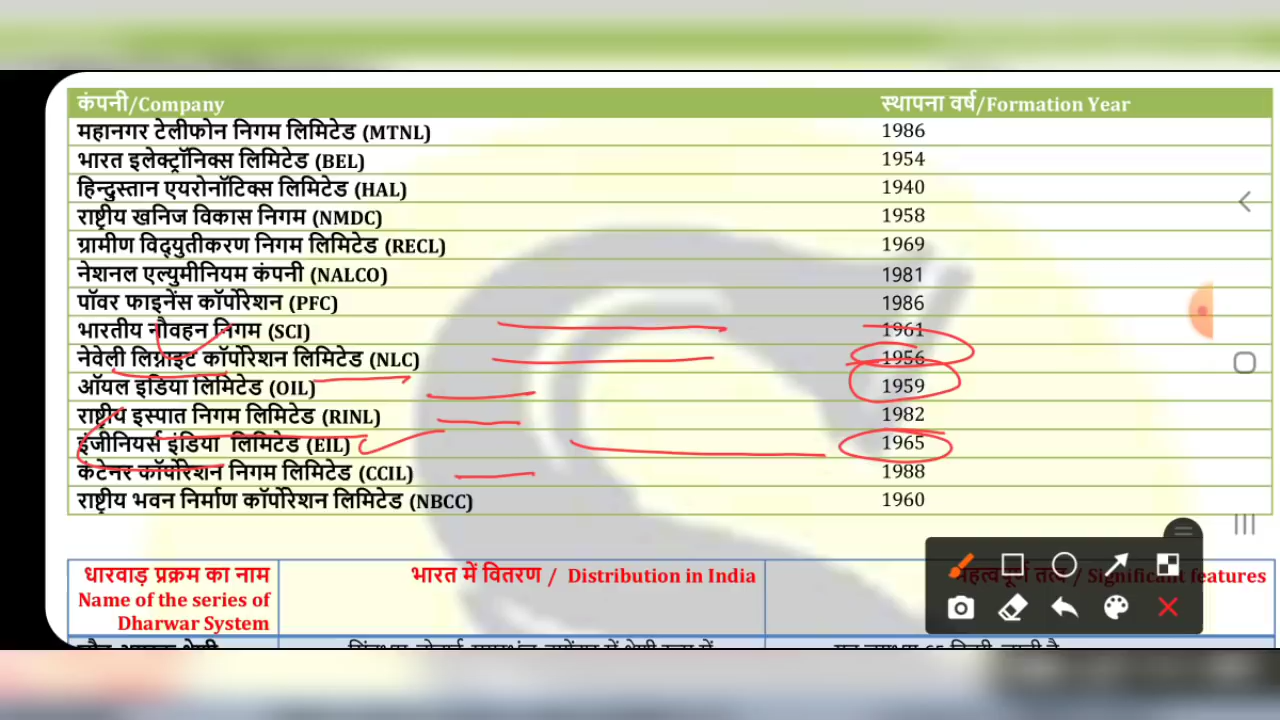 कंपनी/Company स्थापना वर्ष/Formation Year
महानगर टेलीफोन निगम लिमिटेड (MTNL) 1986
भारत इलेक्ट्रॉनिक्स लिमिटेड (BEL) 1954
हिन्दुस्तान एयरोनॉटिक्स लिमिटेड (HAL) 1940
राष्ट्रीय खनिज विकास निगम (NMDC) 1958
ग्रामीण विद्युतीकरण निगम लिमिटेड (RECL) 1969
नेशनल एल्युमीनियम कंपनी (NALCO) 1981
पॉवर फाइनेंस कॉर्पोरेशन (PFC) 1986
भारतीय नौवहन निगम (SCI) 1961
नेवेली लिग्नाइट कॉर्पोरेशन लिमिटेड (NLC) 1956
ऑयल इडिया लिमिटेड (OIL) 1959
राष्ट्रीय इस्पात निगम लिमिटेड (RINL) 1982
इंजीनियर्स इंडिया लिमिटेड (EIL) 1965
कंटेनर कॉर्पोरेशन निगम लिमिटेड (CCIL) 1988
राष्ट्रीय भवन निर्माण कॉर्पोरेशन लिमिटेड (NBCC) 1960
धारवाड़ प्रक्रम का नाम
Name of the series of
Dharwar System
भारत में वितरण / Distribution in India
महत्वपूर्ण तत्व / Significant features